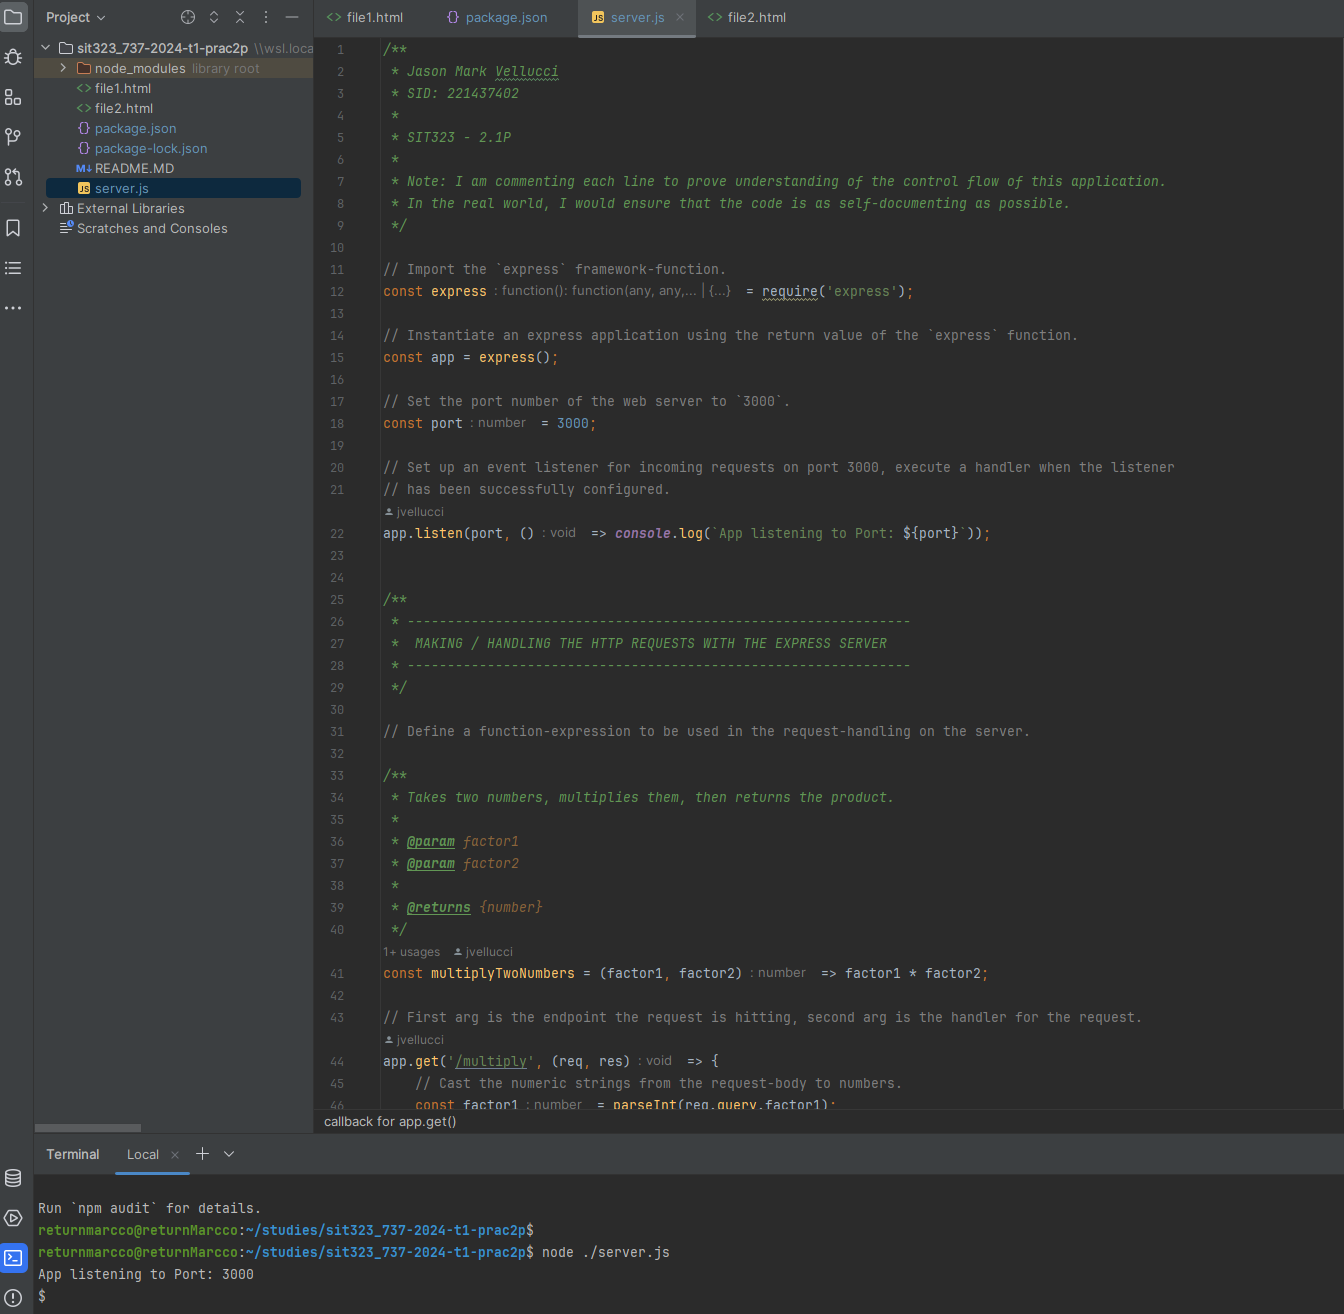 Project
file1.html
package.json
server.js
file2.html
sit323_737-2024-t1-prac2p \\wsl.loca
node_modules library root
file1.html
file2.html
package.json
package-lock.json
README.MD
server.js
External Libraries
Scratches and Consoles
1 /**
2  * Jason Mark Vellucci
3  * SID: 221437402
4  *
5  * SIT323 - 2.1P
6  *
7  * Note: I am commenting each line to prove understanding of the control flow of this application.
8  * In the real world, I would ensure that the code is as self-documenting as possible.
9  */
10
11 // Import the `express` framework-function.
12 const express : function(): function(any, any,... | {...} = require('express');
13
14 // Instantiate an express application using the return value of the `express` function.
15 const app = express();
16
17 // Set the port number of the web server to `3000`.
18 const port : number = 3000;
19
20 // Set up an event listener for incoming requests on port 3000, execute a handler when the listener
21 // has been successfully configured.
jvellucci
22 app.listen(port, () : void => console.log(`App listening to Port: ${port}`));
23
24
25 /**
26  * ---------------------------------------------------------------
27  *  MAKING / HANDLING THE HTTP REQUESTS WITH THE EXPRESS SERVER
28  * ---------------------------------------------------------------
29  */
30
31 // Define a function-expression to be used in the request-handling on the server.
32
33 /**
34  * Takes two numbers, multiplies them, then returns the product.
35  *
36  * @param factor1
37  * @param factor2
38  *
39  * @returns {number}
40  */
1+ usages jvellucci
41 const multiplyTwoNumbers = (factor1, factor2) : number => factor1 * factor2;
42
43 // First arg is the endpoint the request is hitting, second arg is the handler for the request.
jvellucci
44 app.get('/multiply', (req, res) : void => {
45     // Cast the numeric strings from the request-body to numbers.
46     const factor1 : number = parseInt(req.query.factor1);
callback for app.get()
Terminal
Local
Run `npm audit` for details.
returnmarcco@returnMarcco:~/studies/sit323_737-2024-t1-prac2p$
returnmarcco@returnMarcco:~/studies/sit323_737-2024-t1-prac2p$ node ./server.js
App listening to Port: 3000
$